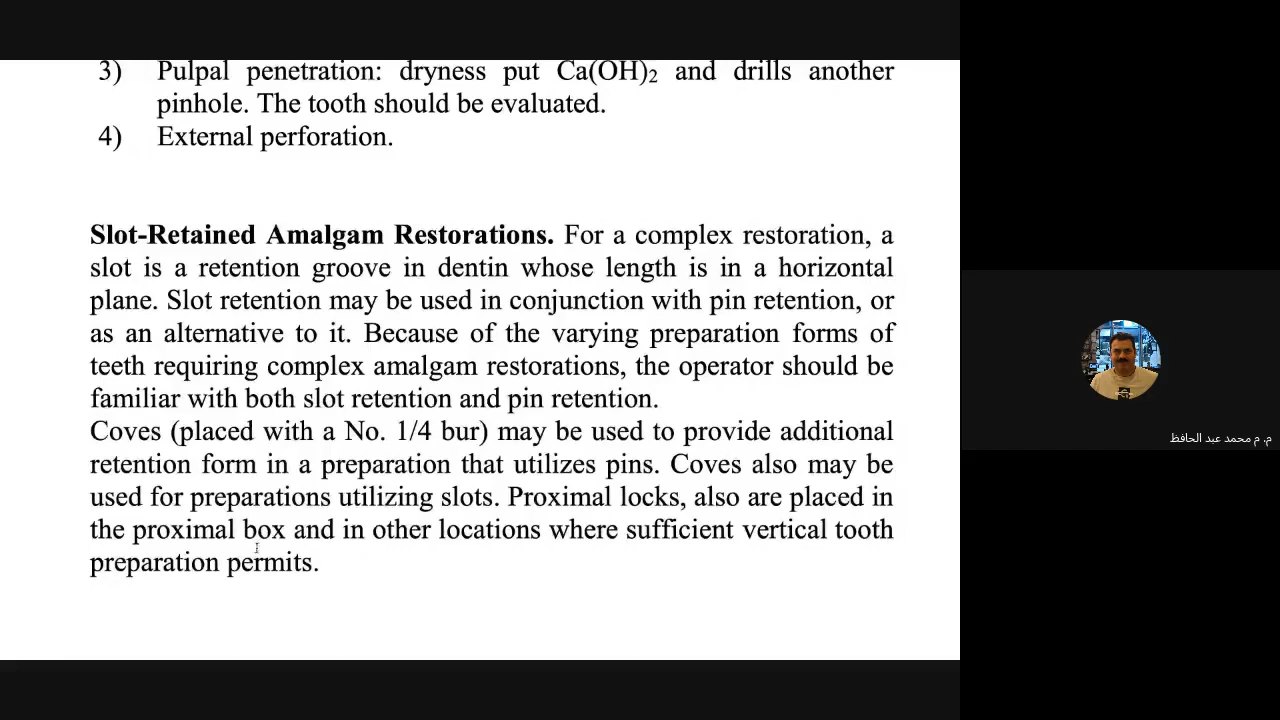 3) Pulpal penetration: dryness put Ca(OH)₂ and drills another
pinhole. The tooth should be evaluated.
4) External perforation.
Slot-Retained Amalgam Restorations. For a complex restoration, a
slot is a retention groove in dentin whose length is in a horizontal
plane. Slot retention may be used in conjunction with pin retention, or
as an alternative to it. Because of the varying preparation forms of
teeth requiring complex amalgam restorations, the operator should be
familiar with both slot retention and pin retention.
Coves (placed with a No. 1/4 bur) may be used to provide additional
retention form in a preparation that utilizes pins. Coves also may be
used for preparations utilizing slots. Proximal locks, also are placed in
the proximal box and in other locations where sufficient vertical tooth
preparation permits.
م. م محمد عبد الحافظ